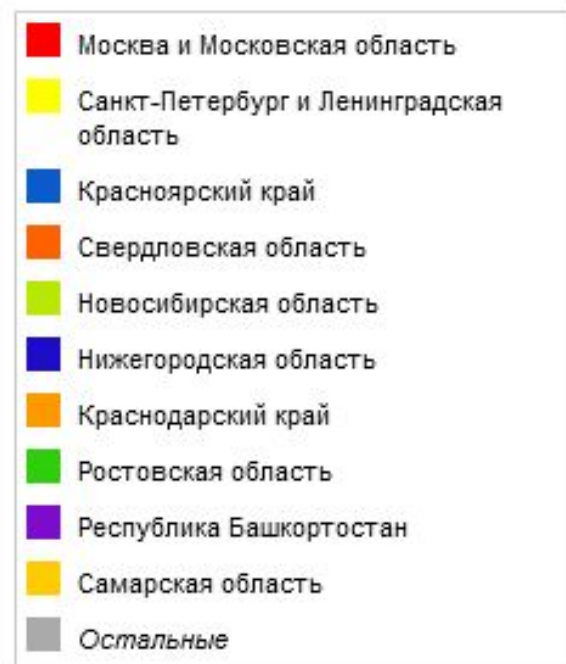 Москва и Московская область
Санкт-Петербург и Ленинградская
область
Красноярский край
Свердловская область
Новосибирская область
Нижегородская область
Краснодарский край
Ростовская область
Республика Башкортостан
Самарская область
Остальные